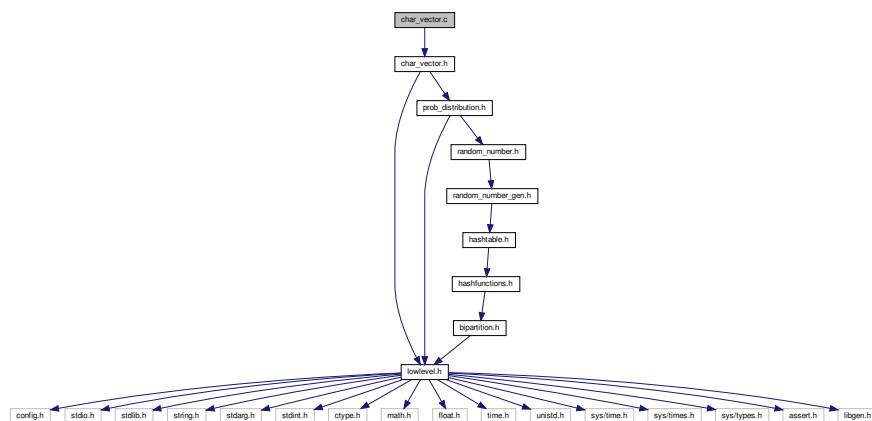 char_vector.c
char_vector.h
prob_distribution.h
random_number.h
random_number_gen.h
hashtable.h
hashfunctions.h
bipartition.h
lowlevel.h
config.h stdio.h stdlib.h string.h stdarg.h stdint.h ctype.h math.h float.h time.h unistd.h sys/time.h sys/times.h sys/types.h assert.h libgen.h